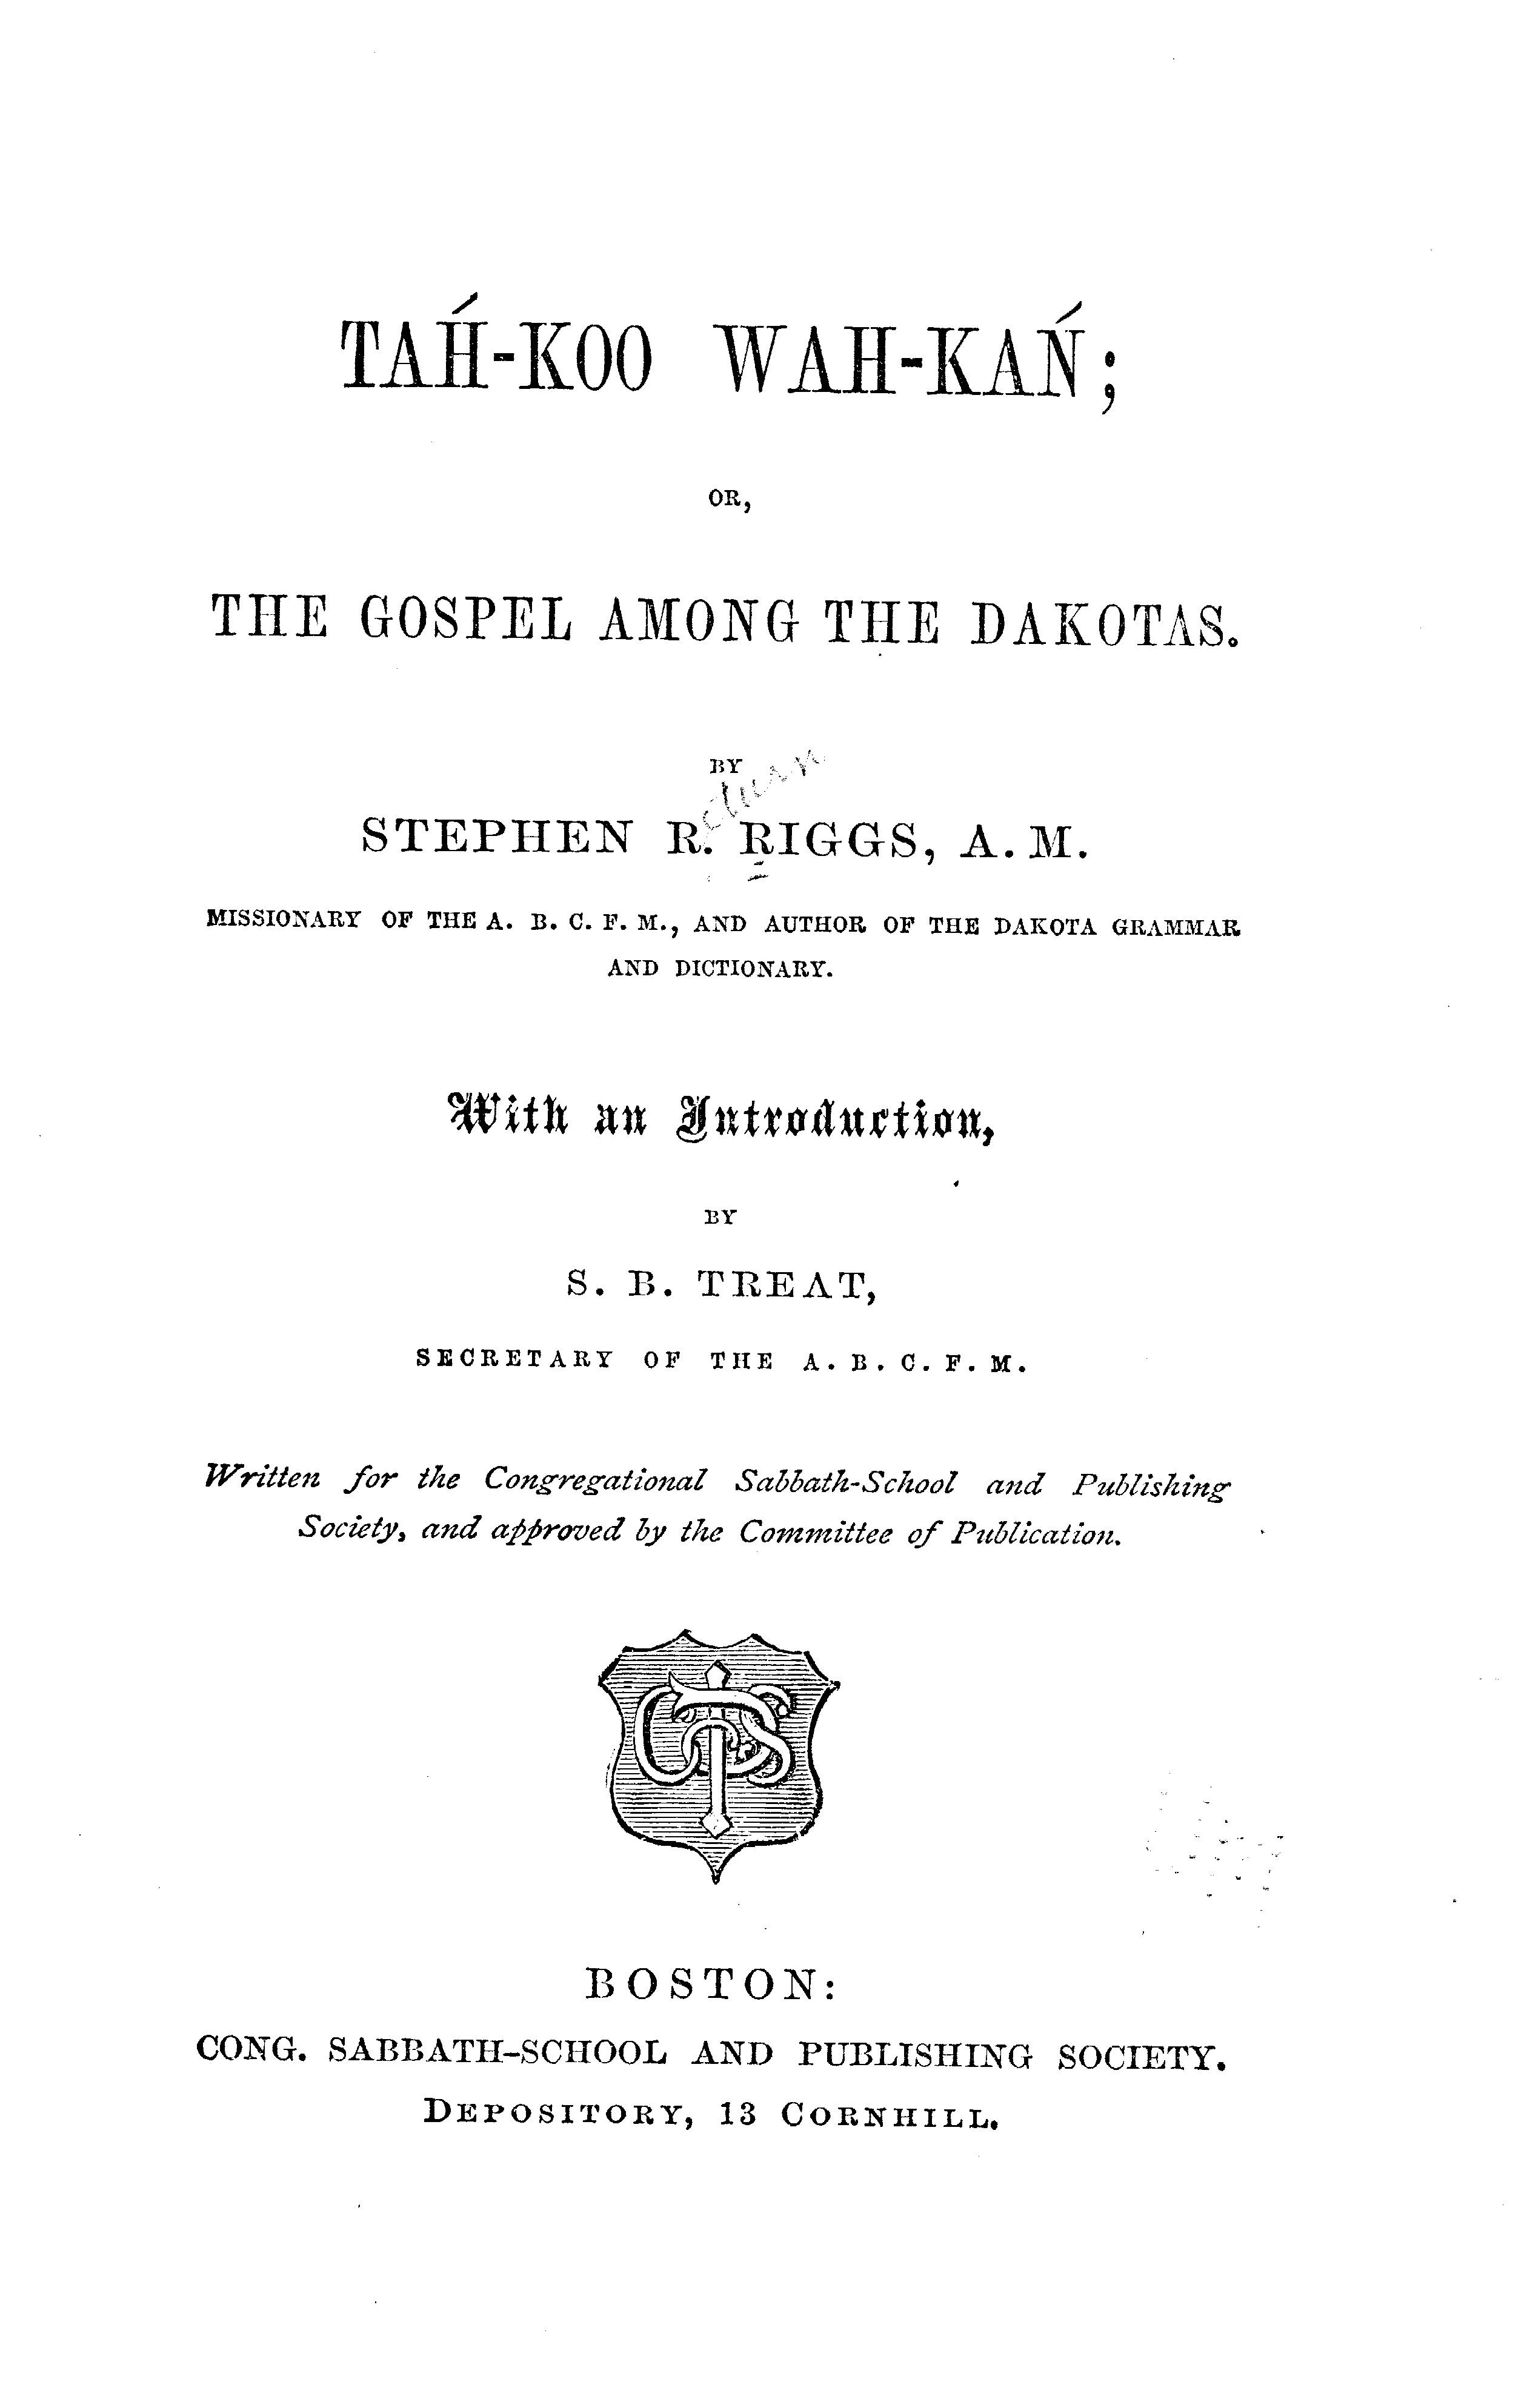 TAH́-KOO WAH-KAŃ;
OR,
THE GOSPEL AMONG THE DAKOTAS.
BY
STEPHEN R. RIGGS, A. M.
MISSIONARY OF THE A. B. C. F. M., AND AUTHOR OF THE DAKOTA GRAMMAR
AND DICTIONARY.
With an Introduction,
BY
S. B. TREAT,
SECRETARY OF THE A. B. C. F. M.
Written for the Congregational Sabbath-School and Publishing
Society, and approved by the Committee of Publication.
BOSTON:
CONG. SABBATH-SCHOOL AND PUBLISHING SOCIETY.
DEPOSITORY, 13 CORNHILL.